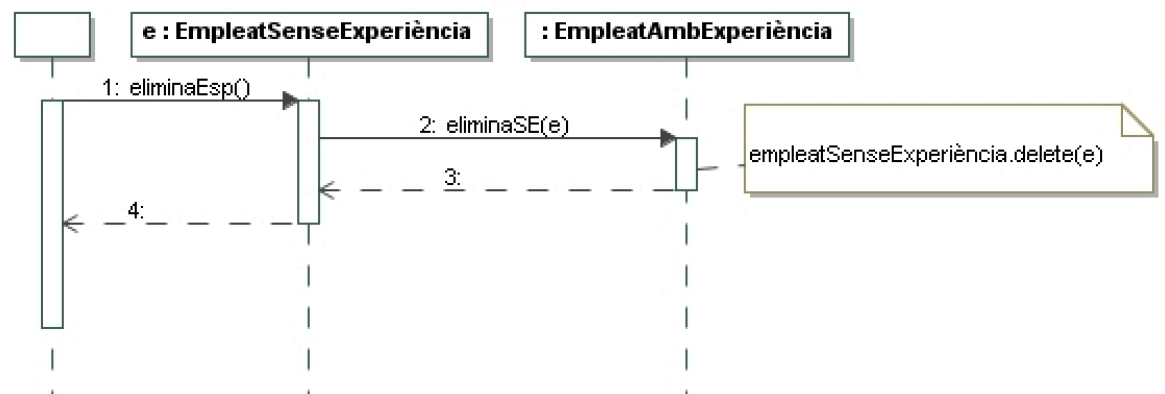 e : EmpleatSenseExperiència
: EmpleatAmbExperiència
1: eliminaEsp()
2: eliminaSE(e)
empleatSenseExperiència.delete(e)
3:
4: